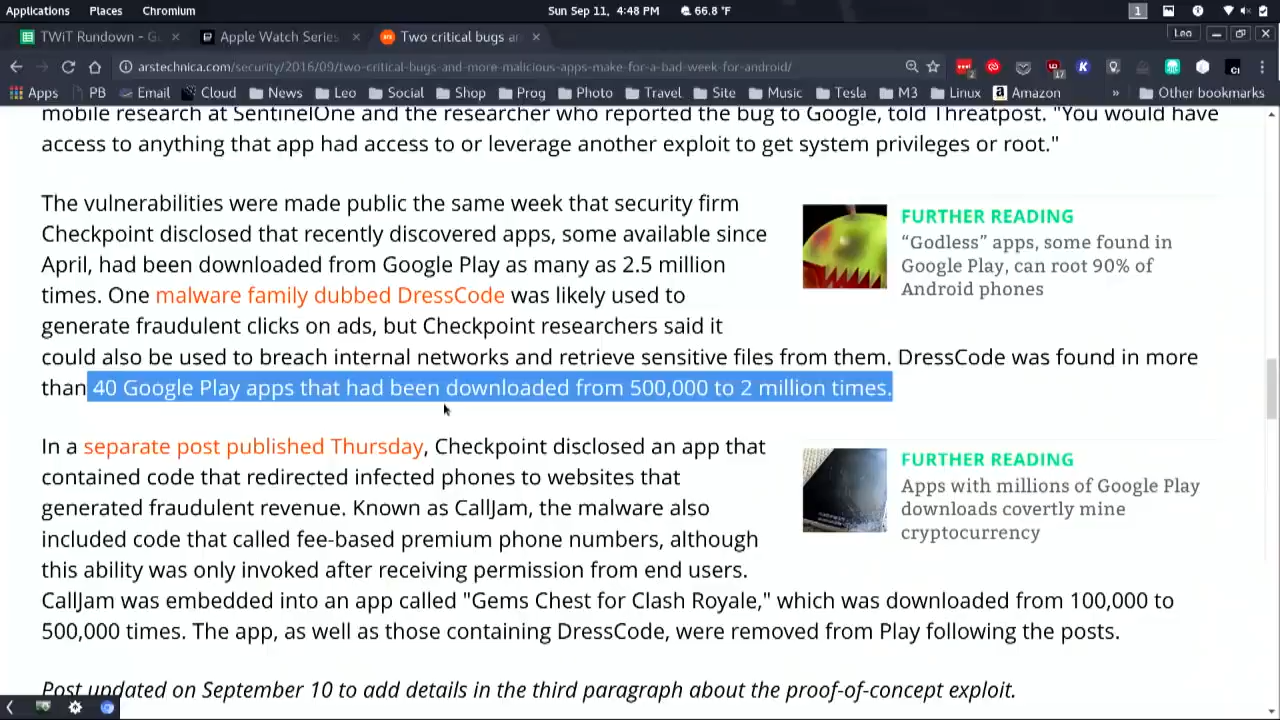 Applications Places Chromium Sun Sep 11, 4:48 PM 66.8 °F 1
TWiT Rundown - G Apple Watch Series Two critical bugs an Leo
arstechnica.com/security/2016/09/two-critical-bugs-and-more-malicious-apps-make-for-a-bad-week-for-android/
Apps PB Email Cloud News Leo Social Shop Prog Photo Travel Site Music Tesla M3 Linux Amazon » Other bookmarks
mobile research at SentinelOne and the researcher who reported the bug to Google, told Threatpost. "You would have
access to anything that app had access to or leverage another exploit to get system privileges or root."
The vulnerabilities were made public the same week that security firm
Checkpoint disclosed that recently discovered apps, some available since
April, had been downloaded from Google Play as many as 2.5 million
times. One malware family dubbed DressCode was likely used to
generate fraudulent clicks on ads, but Checkpoint researchers said it
could also be used to breach internal networks and retrieve sensitive files from them. DressCode was found in more
than 40 Google Play apps that had been downloaded from 500,000 to 2 million times.
FURTHER READING
“Godless” apps, some found in
Google Play, can root 90% of
Android phones
In a separate post published Thursday, Checkpoint disclosed an app that
contained code that redirected infected phones to websites that
generated fraudulent revenue. Known as CallJam, the malware also
included code that called fee-based premium phone numbers, although
this ability was only invoked after receiving permission from end users.
CallJam was embedded into an app called "Gems Chest for Clash Royale," which was downloaded from 100,000 to
500,000 times. The app, as well as those containing DressCode, were removed from Play following the posts.
FURTHER READING
Apps with millions of Google Play
downloads covertly mine
cryptocurrency
Post updated on September 10 to add details in the third paragraph about the proof-of-concept exploit.